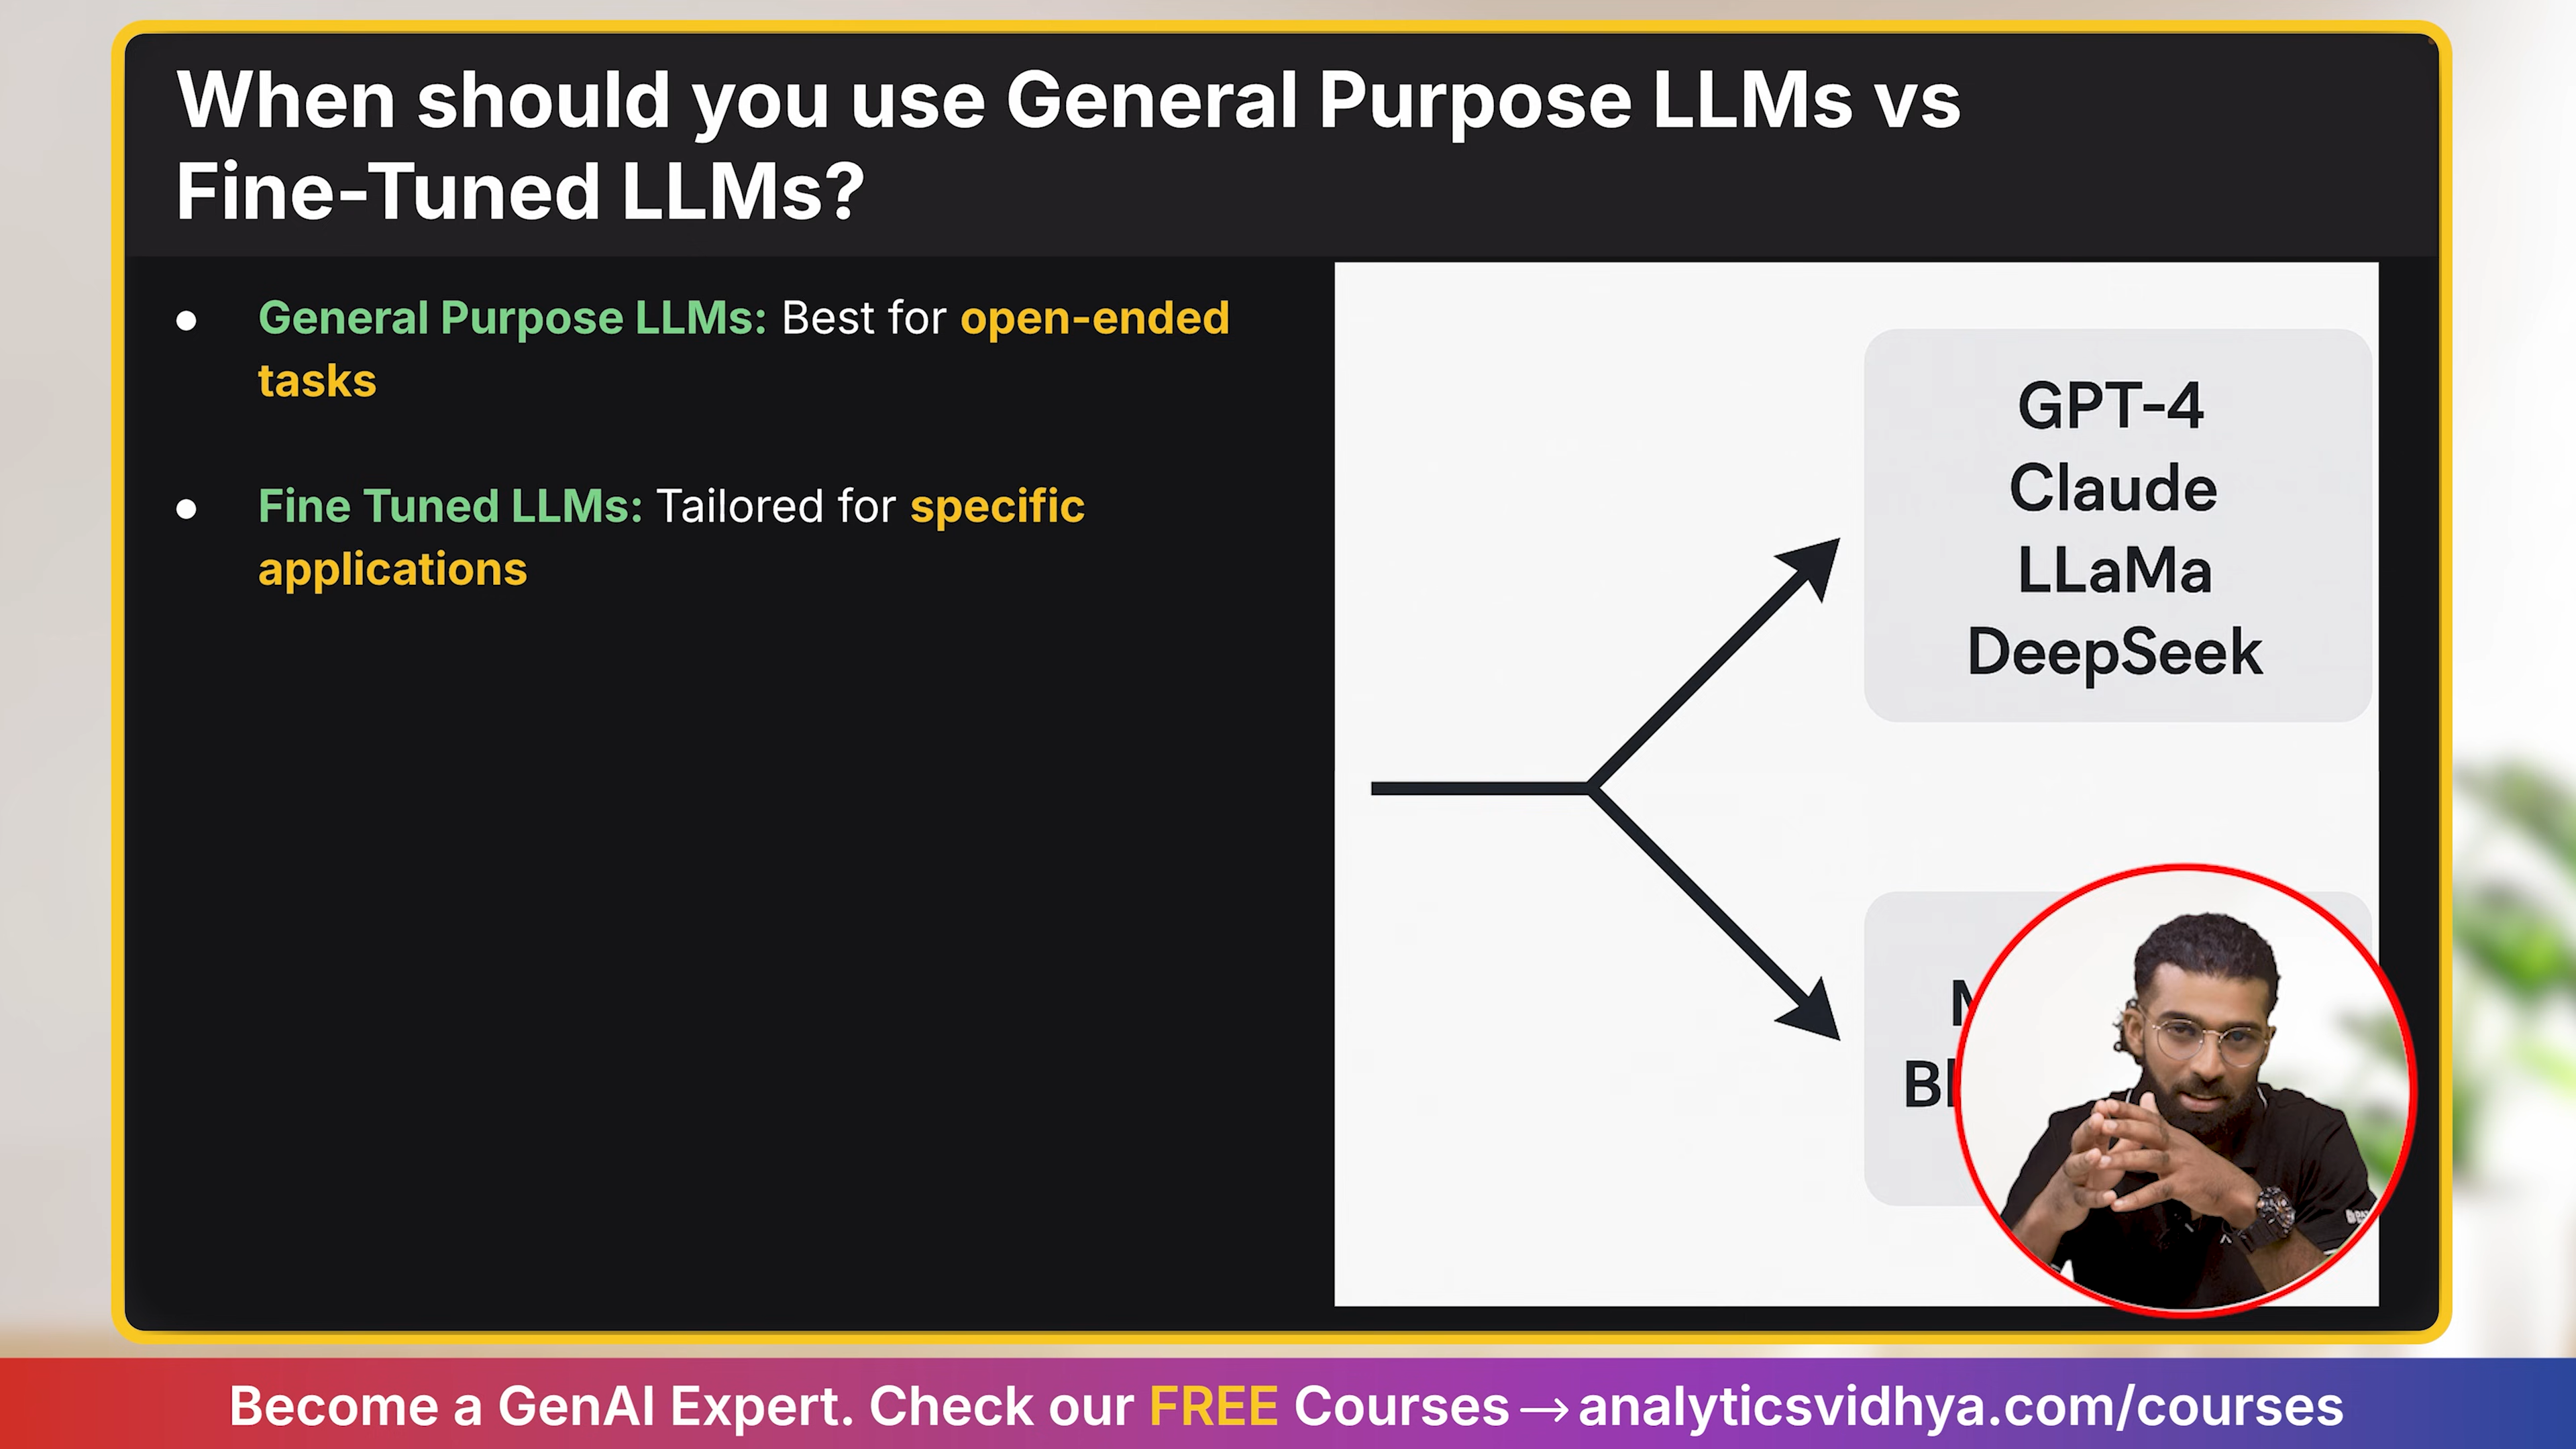 When should you use General Purpose LLMs vs
Fine-Tuned LLMs?
• General Purpose LLMs: Best for open-ended
tasks
• Fine Tuned LLMs: Tailored for specific
applications
GPT-4
Claude
LLaMa
DeepSeek
Become a GenAI Expert. Check our FREE Courses → analyticsvidhya.com/courses